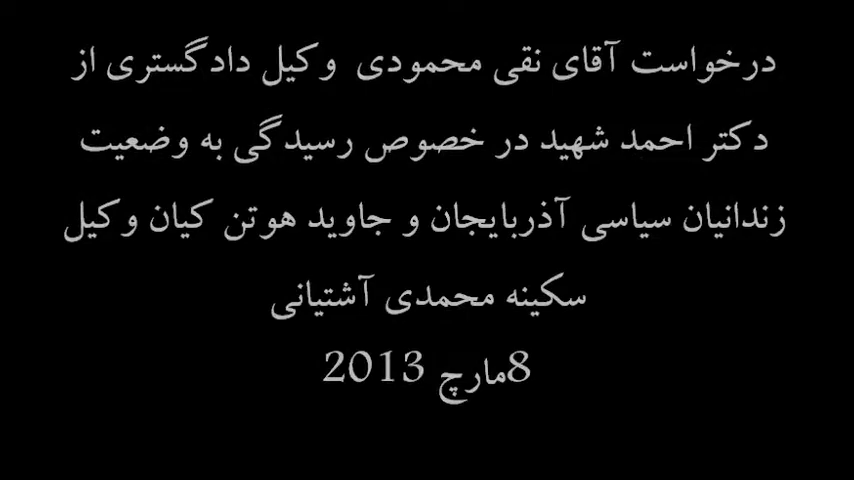 درخواست آقای نقی محمودی وکیل دادگستری از
دکتر احمد شهید در خصوص رسیدگی به وضعیت
زندانیان سیاسی آذربایجان و جاوید هوتن کیان وکیل
سکینه محمدی آشتیانی
8مارچ 2013